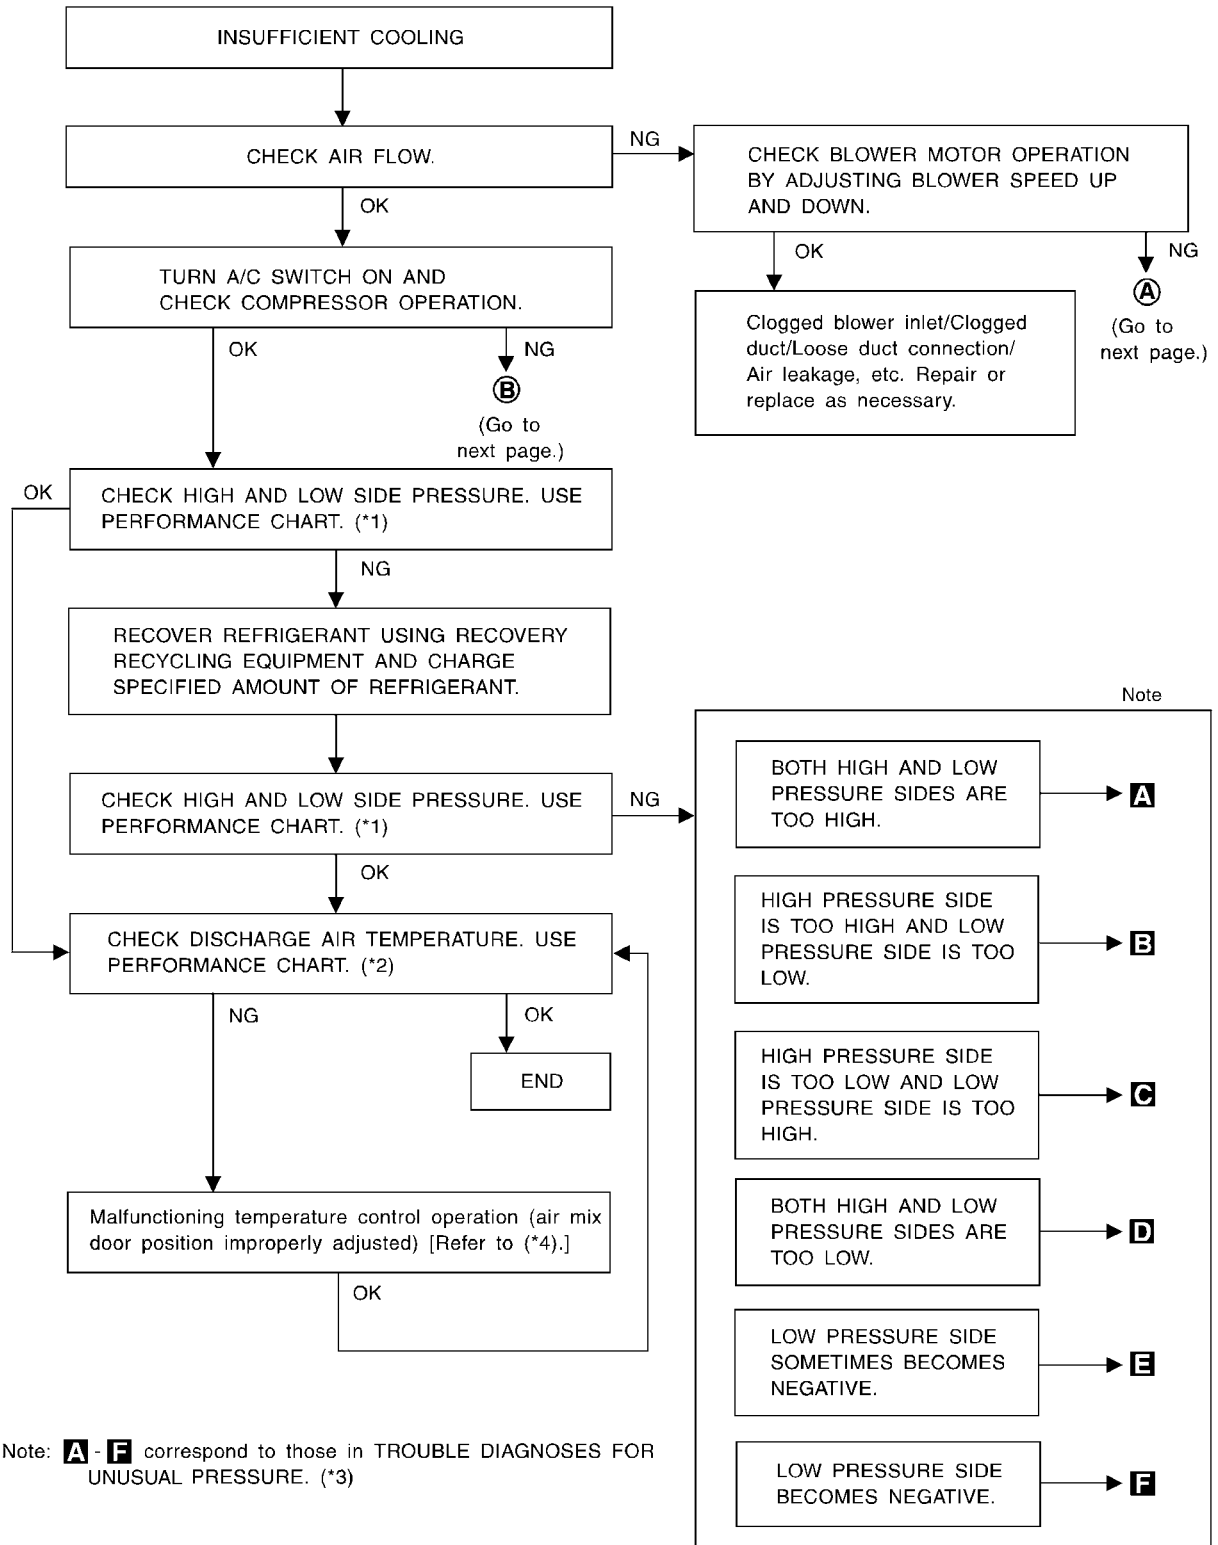 INSUFFICIENT COOLING
CHECK AIR FLOW.
NG
CHECK BLOWER MOTOR OPERATION
BY ADJUSTING BLOWER SPEED UP
AND DOWN.
OK
OK
NG
A
(Go to
next page.)
Clogged blower inlet/Clogged
duct/Loose duct connection/
Air leakage, etc. Repair or
replace as necessary.
TURN A/C SWITCH ON AND
CHECK COMPRESSOR OPERATION.
OK
NG
B
(Go to
next page.)
OK
CHECK HIGH AND LOW SIDE PRESSURE. USE
PERFORMANCE CHART. (*1)
NG
RECOVER REFRIGERANT USING RECOVERY
RECYCLING EQUIPMENT AND CHARGE
SPECIFIED AMOUNT OF REFRIGERANT.
CHECK HIGH AND LOW SIDE PRESSURE. USE
PERFORMANCE CHART. (*1)
NG
OK
CHECK DISCHARGE AIR TEMPERATURE. USE
PERFORMANCE CHART. (*2)
NG
OK
END
Malfunctioning temperature control operation (air mix
door position improperly adjusted) [Refer to (*4).]
OK
Note
BOTH HIGH AND LOW
PRESSURE SIDES ARE
TOO HIGH.
A
HIGH PRESSURE SIDE
IS TOO HIGH AND LOW
PRESSURE SIDE IS TOO
LOW.
B
HIGH PRESSURE SIDE
IS TOO LOW AND LOW
PRESSURE SIDE IS TOO
HIGH.
C
BOTH HIGH AND LOW
PRESSURE SIDES ARE
TOO LOW.
D
LOW PRESSURE SIDE
SOMETIMES BECOMES
NEGATIVE.
E
LOW PRESSURE SIDE
BECOMES NEGATIVE.
F
Note: A - F correspond to those in TROUBLE DIAGNOSES FOR
UNUSUAL PRESSURE. (*3)